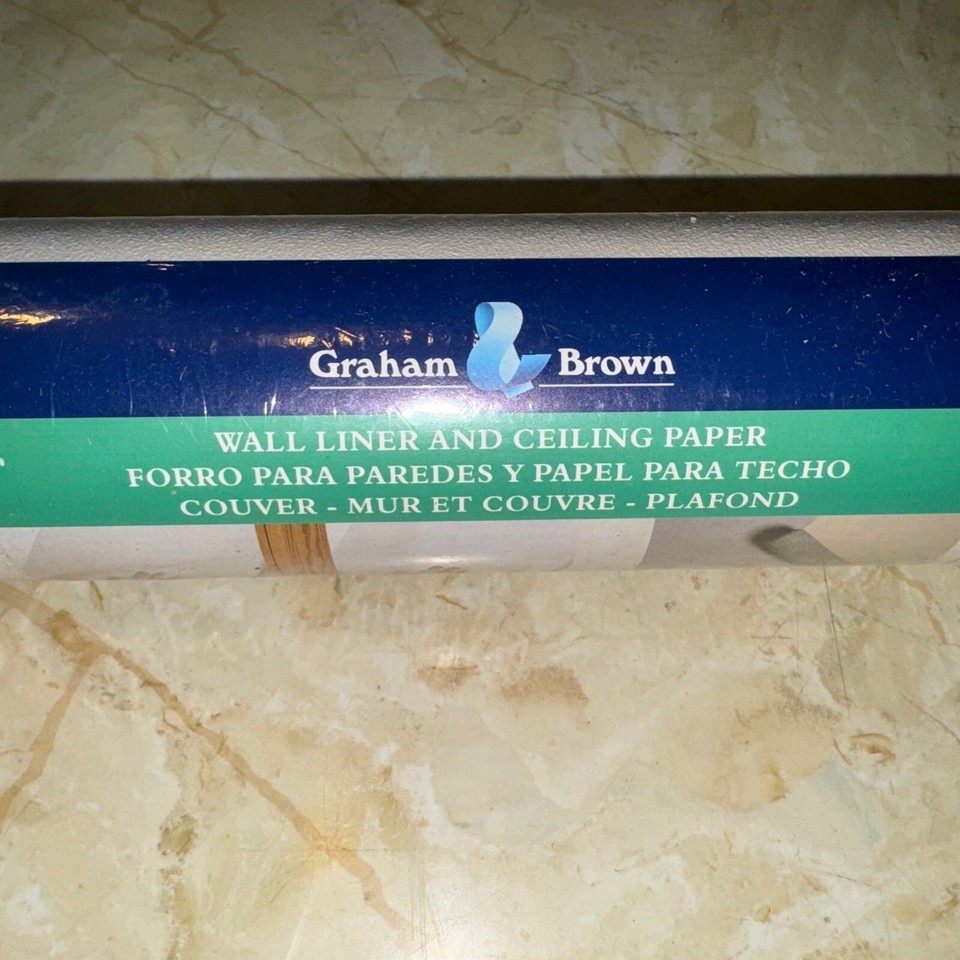 Graham & Brown
WALL LINER AND CEILING PAPER
FORRO PARA PAREDES Y PAPEL PARA TECHO
COUVER - MUR ET COUVRE - PLAFOND